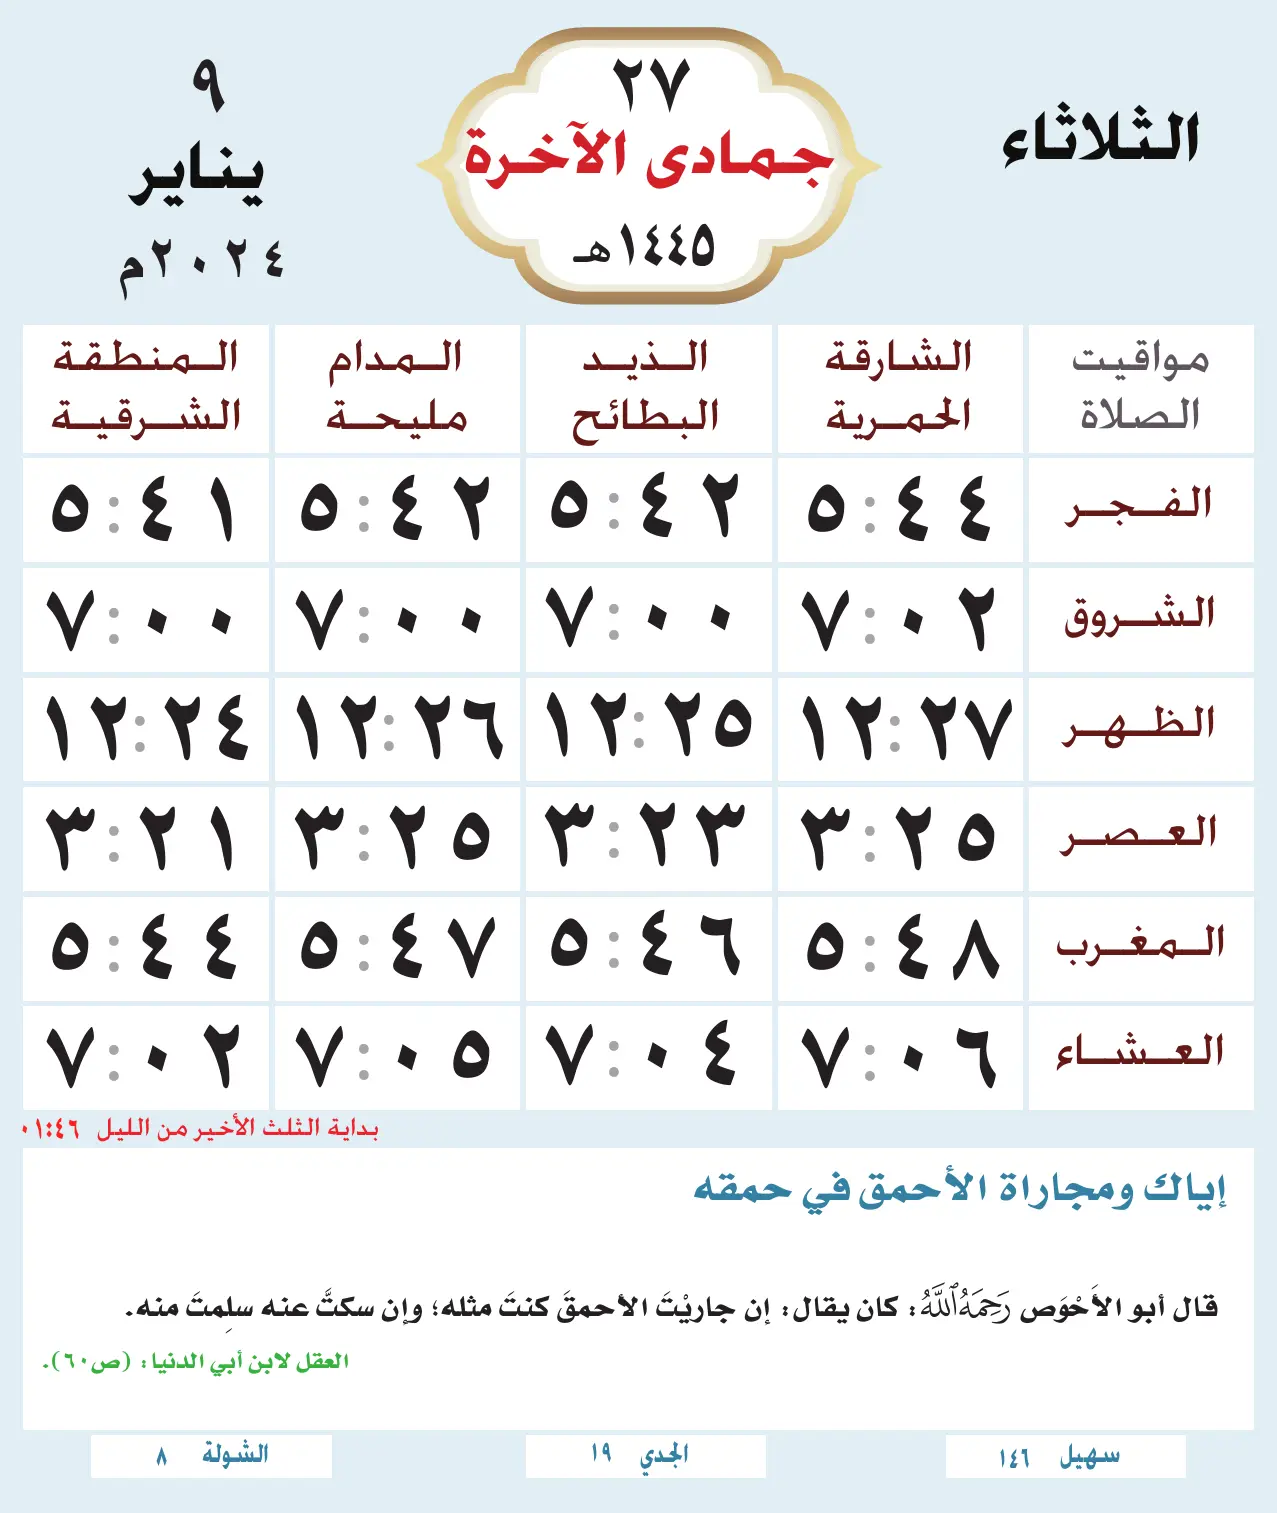 الثلاثاء
٢٧
جمادى الآخرة
١٤٤٥هـ
٩
يناير
٢٠٢٤م
مواقيت الصلاة
الشارقة الحمرية
الذيد البطائح
المدام مليحة
المنطقة الشرقية
الفجر ٥:٤٤ ٥:٤٢ ٥:٤٢ ٥:٤١
الشروق ٧:٠٢ ٧:٠٠ ٧:٠٠ ٧:٠٠
الظهر ١٢:٢٧ ١٢:٢٥ ١٢:٢٦ ١٢:٢٤
العصر ٣:٢٥ ٣:٢٣ ٣:٢٥ ٣:٢١
المغرب ٥:٤٨ ٥:٤٦ ٥:٤٧ ٥:٤٤
العشاء ٧:٠٦ ٧:٠٤ ٧:٠٥ ٧:٠٢
بداية الثلث الأخير من الليل ٠١:٤٦
إياك ومجاراة الأحمق في حمقه
قال أبو الأَحْوَص رَحِمَهُ ٱللَّهُ: كان يقال: إن جاريْتَ الأحمقَ كنتَ مثله؛ وإن سكتَّ عنه سلِمتَ منه.
العقل لابن أبي الدنيا: (ص٦٠).
سهيل ١٤٦
الجدي ١٩
الشولة ٨